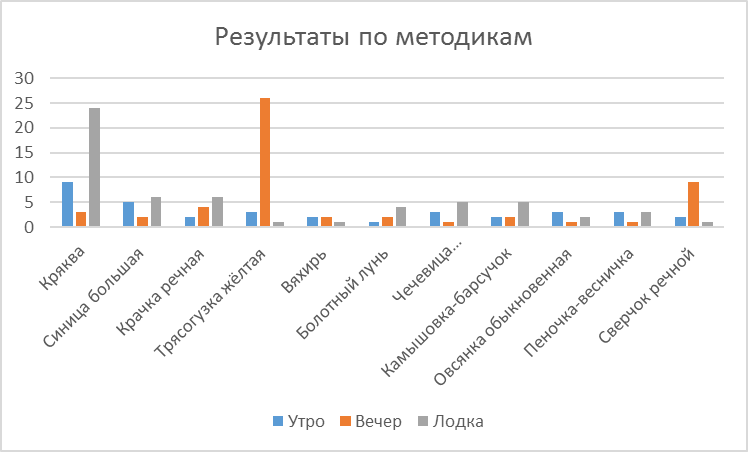 Результаты по методикам
30
25
20
15
10
5
0
Кряква
Синица большая
Крачка речная
Трясогузка жёлтая
Вяхирь
Болотный лунь
Чечевица...
Камышовка-барсучок
Овсянка обыкновенная
Пеночка-весничка
Сверчок речной
Утро Вечер Лодка